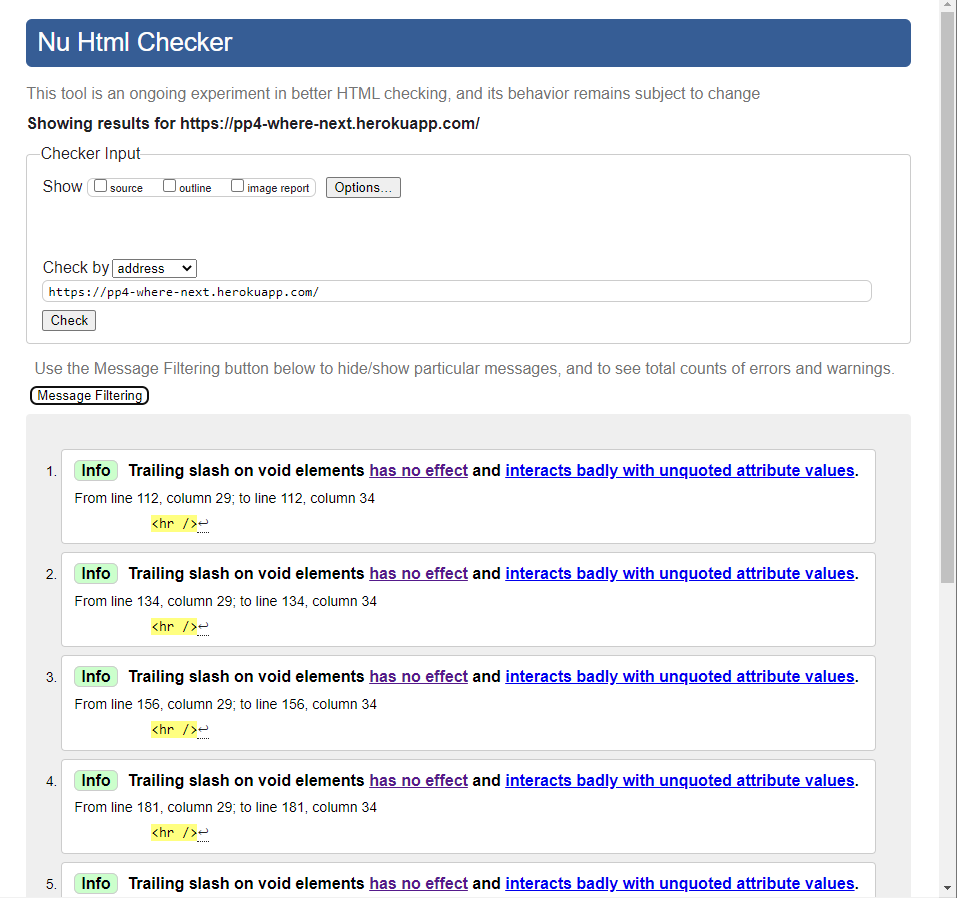 Nu Html Checker
This tool is an ongoing experiment in better HTML checking, and its behavior remains subject to change
Showing results for https://pp4-where-next.herokuapp.com/
Checker Input
Show source outline image report Options...
Check by address
https://pp4-where-next.herokuapp.com/
Check
Use the Message Filtering button below to hide/show particular messages, and to see total counts of errors and warnings.
Message Filtering
1. Info Trailing slash on void elements has no effect and interacts badly with unquoted attribute values.
From line 112, column 29; to line 112, column 34
<hr />↩
2. Info Trailing slash on void elements has no effect and interacts badly with unquoted attribute values.
From line 134, column 29; to line 134, column 34
<hr />↩
3. Info Trailing slash on void elements has no effect and interacts badly with unquoted attribute values.
From line 156, column 29; to line 156, column 34
<hr />↩
4. Info Trailing slash on void elements has no effect and interacts badly with unquoted attribute values.
From line 181, column 29; to line 181, column 34
<hr />↩
5. Info Trailing slash on void elements has no effect and interacts badly with unquoted attribute values.